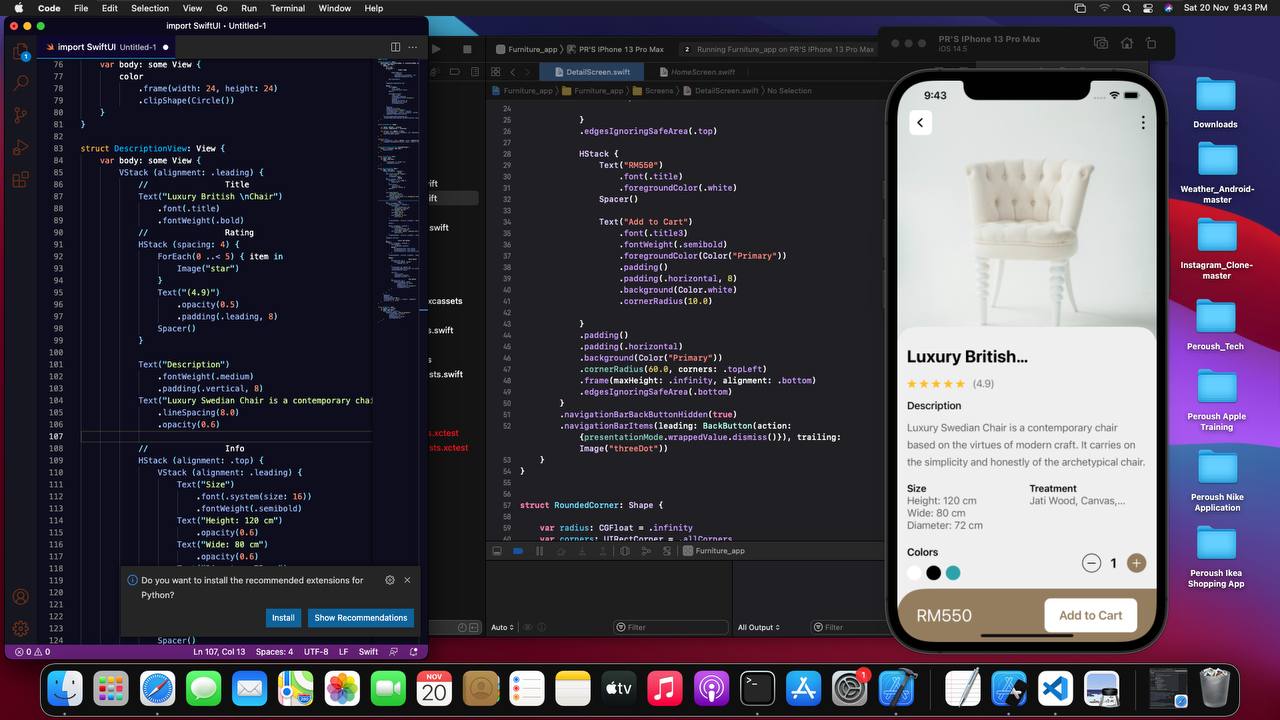 Code File Edit Selection View Go Run Terminal Window Help
Sat 20 Nov 9:43 PM
import SwiftUI • Untitled-1
import SwiftUI Untitled-1
76 var body: some View {
77 color
78 .frame(width: 24, height: 24)
79 .clipShape(Circle())
80 }
81 }
82
83 struct DescriptionView: View {
84 var body: some View {
85 VStack (alignment: .leading) {
86 // Title
87 Text("Luxury British \nChair")
88 .font(.title)
89 .fontWeight(.bold)
90 // Rating
91 HStack (spacing: 4) {
92 ForEach(0 ..< 5) { item in
93 Image("star")
94 }
95 Text("(4.9)")
96 .opacity(0.5)
97 .padding(.leading, 8)
98 Spacer()
99 }
100
101 Text("Description")
102 .fontWeight(.medium)
103 .padding(.vertical, 8)
104 Text("Luxury Swedian Chair is a contemporary chai
105 .lineSpacing(8.0)
106 .opacity(0.6)
107
108 // Info
109 HStack (alignment: .top) {
110 VStack (alignment: .leading) {
111 Text("Size")
112 .font(.system(size: 16))
113 .fontWeight(.semibold)
114 Text("Height: 120 cm")
115 .opacity(0.6)
116 Text("Wide: 80 cm")
117 .opacity(0.6)
118
119
120
121
122
123
124 Spacer()
Do you want to install the recommended extensions for
Python?
Install Show Recommendations
0 0 Ln 107, Col 13 Spaces: 4 UTF-8 LF Swift
ift
ift
s.swift
xcassets
s.swift
sts.swift
s.xctest
sts.xctest
Furniture_app PR'S IPhone 13 Pro Max 2 Running Furniture_app on PR'S IPhone 13 Pro Max
DetailScreen.swift HomeScreen.swift
Furniture_app Furniture_app Screens DetailScreen.swift No Selection
24
25 }
26 .edgesIgnoringSafeArea(.top)
27
28 HStack {
29 Text("RM550")
30 .font(.title)
31 .foregroundColor(.white)
32 Spacer()
33
34 Text("Add to Cart")
35 .font(.title3)
36 .fontWeight(.semibold)
37 .foregroundColor(Color("Primary"))
38 .padding()
39 .padding(.horizontal, 8)
40 .background(Color.white)
41 .cornerRadius(10.0)
42
43 }
44 .padding()
45 .padding(.horizontal)
46 .background(Color("Primary"))
47 .cornerRadius(60.0, corners: .topLeft)
48 .frame(maxHeight: .infinity, alignment: .bottom)
49 .edgesIgnoringSafeArea(.bottom)
50 }
51 .navigationBarBackButtonHidden(true)
52 .navigationBarItems(leading: BackButton(action:
{presentationMode.wrappedValue.dismiss()}), trailing:
Image("threeDot"))
53 }
54 }
55
56
57 struct RoundedCorner: Shape {
58
59 var radius: CGFloat = .infinity
60 var corners: UIRectCorner = .allCorners
Furniture_app
Auto Filter All Output Filter
PR'S IPhone 13 Pro Max
iOS 14.5
9:43
Luxury British...
(4.9)
Description
Luxury Swedian Chair is a contemporary chair
based on the virtues of modern craft. It carries on
the simplicity and honestly of the archetypical chair.
Size Treatment
Height: 120 cm Jati Wood, Canvas,...
Wide: 80 cm
Diameter: 72 cm
Colors
1
RM550 Add to Cart
Downloads
Weather_Android-
master
Instagram_Clone-
master
Peroush_Tech
Peroush Apple
Training
Peroush Nike
Application
Peroush Ikea
Shopping App
NOV
20
tv
1